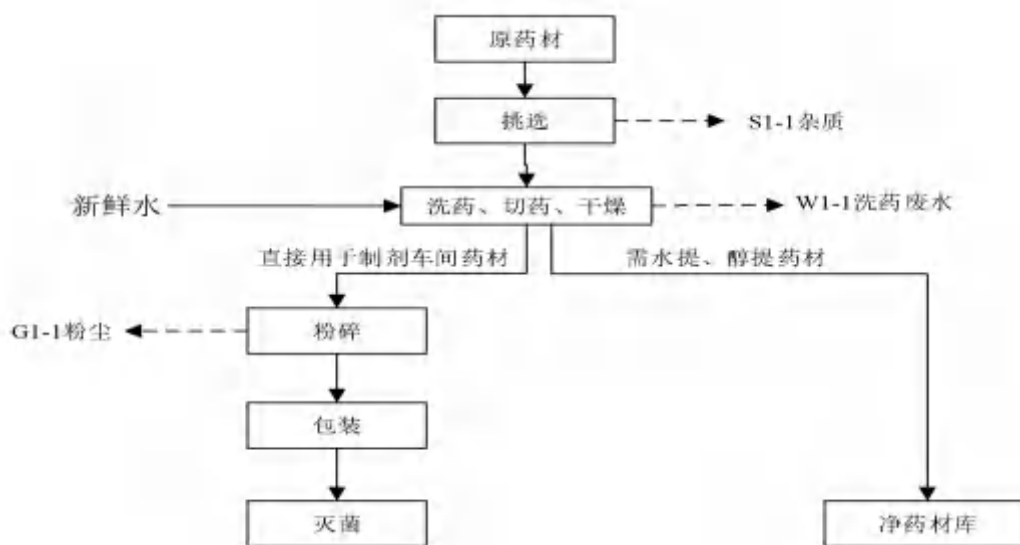 原药材
挑选
S1-1杂质
新鲜水
洗药、切药、干燥
W1-1洗药废水
直接用于制剂车间药材
需水提、醇提药材
G1-1粉尘
粉碎
包装
灭菌
净药材库